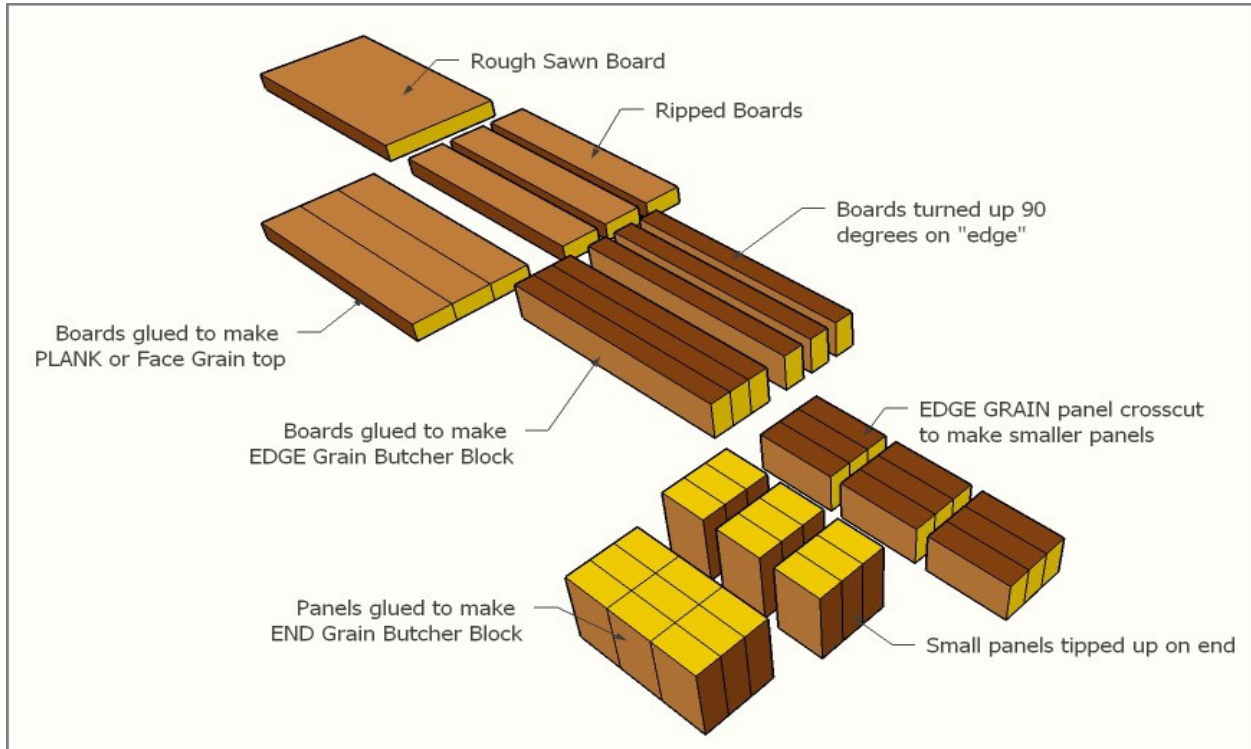 Rough Sawn Board
Ripped Boards
Boards turned up 90
degrees on "edge"
Boards glued to make
PLANK or Face Grain top
Boards glued to make
EDGE Grain Butcher Block
EDGE GRAIN panel crosscut
to make smaller panels
Panels glued to make
END Grain Butcher Block
Small panels tipped up on end